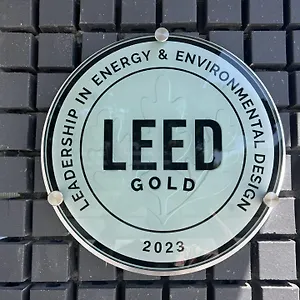 LEADERSHIP IN ENERGY & ENVIRONMENTAL DESIGN
LEED
GOLD
2023